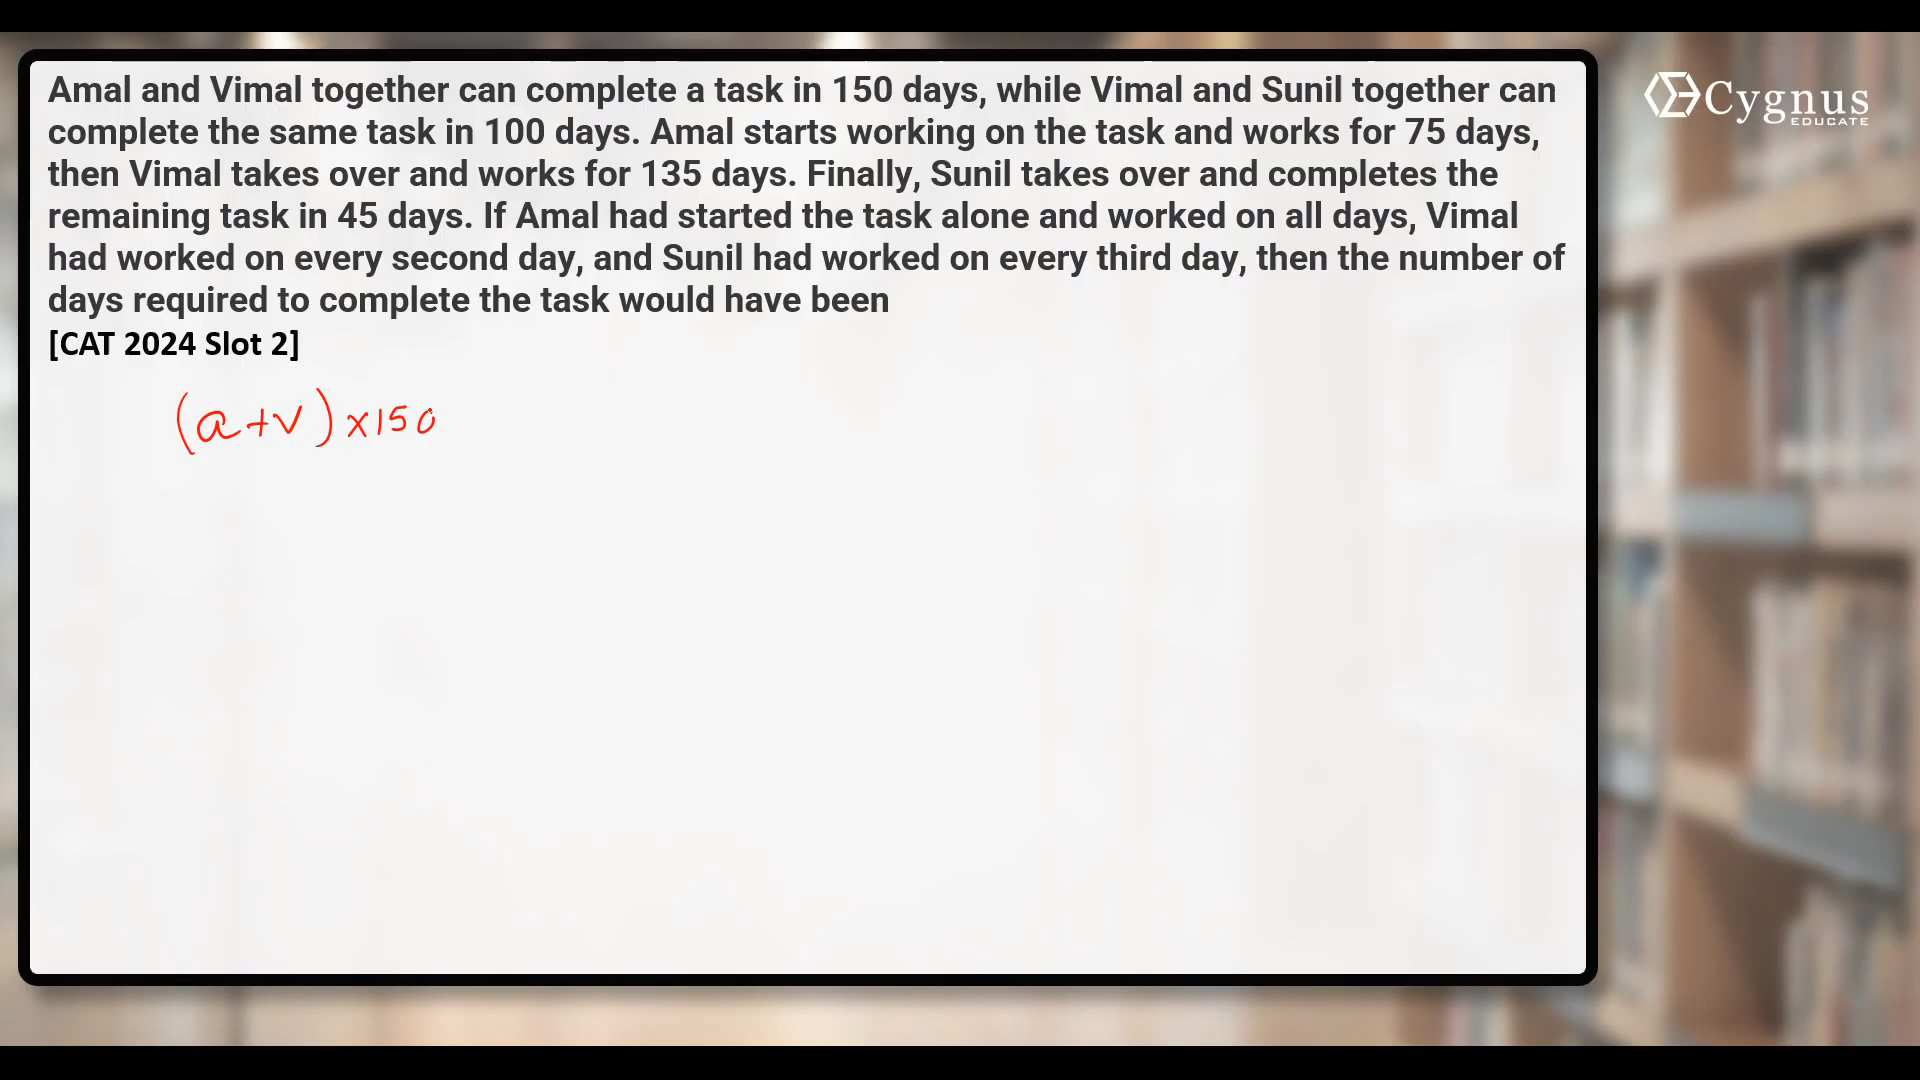 Amal and Vimal together can complete a task in 150 days, while Vimal and Sunil together can
complete the same task in 100 days. Amal starts working on the task and works for 75 days,
then Vimal takes over and works for 135 days. Finally, Sunil takes over and completes the
remaining task in 45 days. If Amal had started the task alone and worked on all days, Vimal
had worked on every second day, and Sunil had worked on every third day, then the number of
days required to complete the task would have been
[CAT 2024 Slot 2]
(a+v) x150
Cygnus
EDUCATE